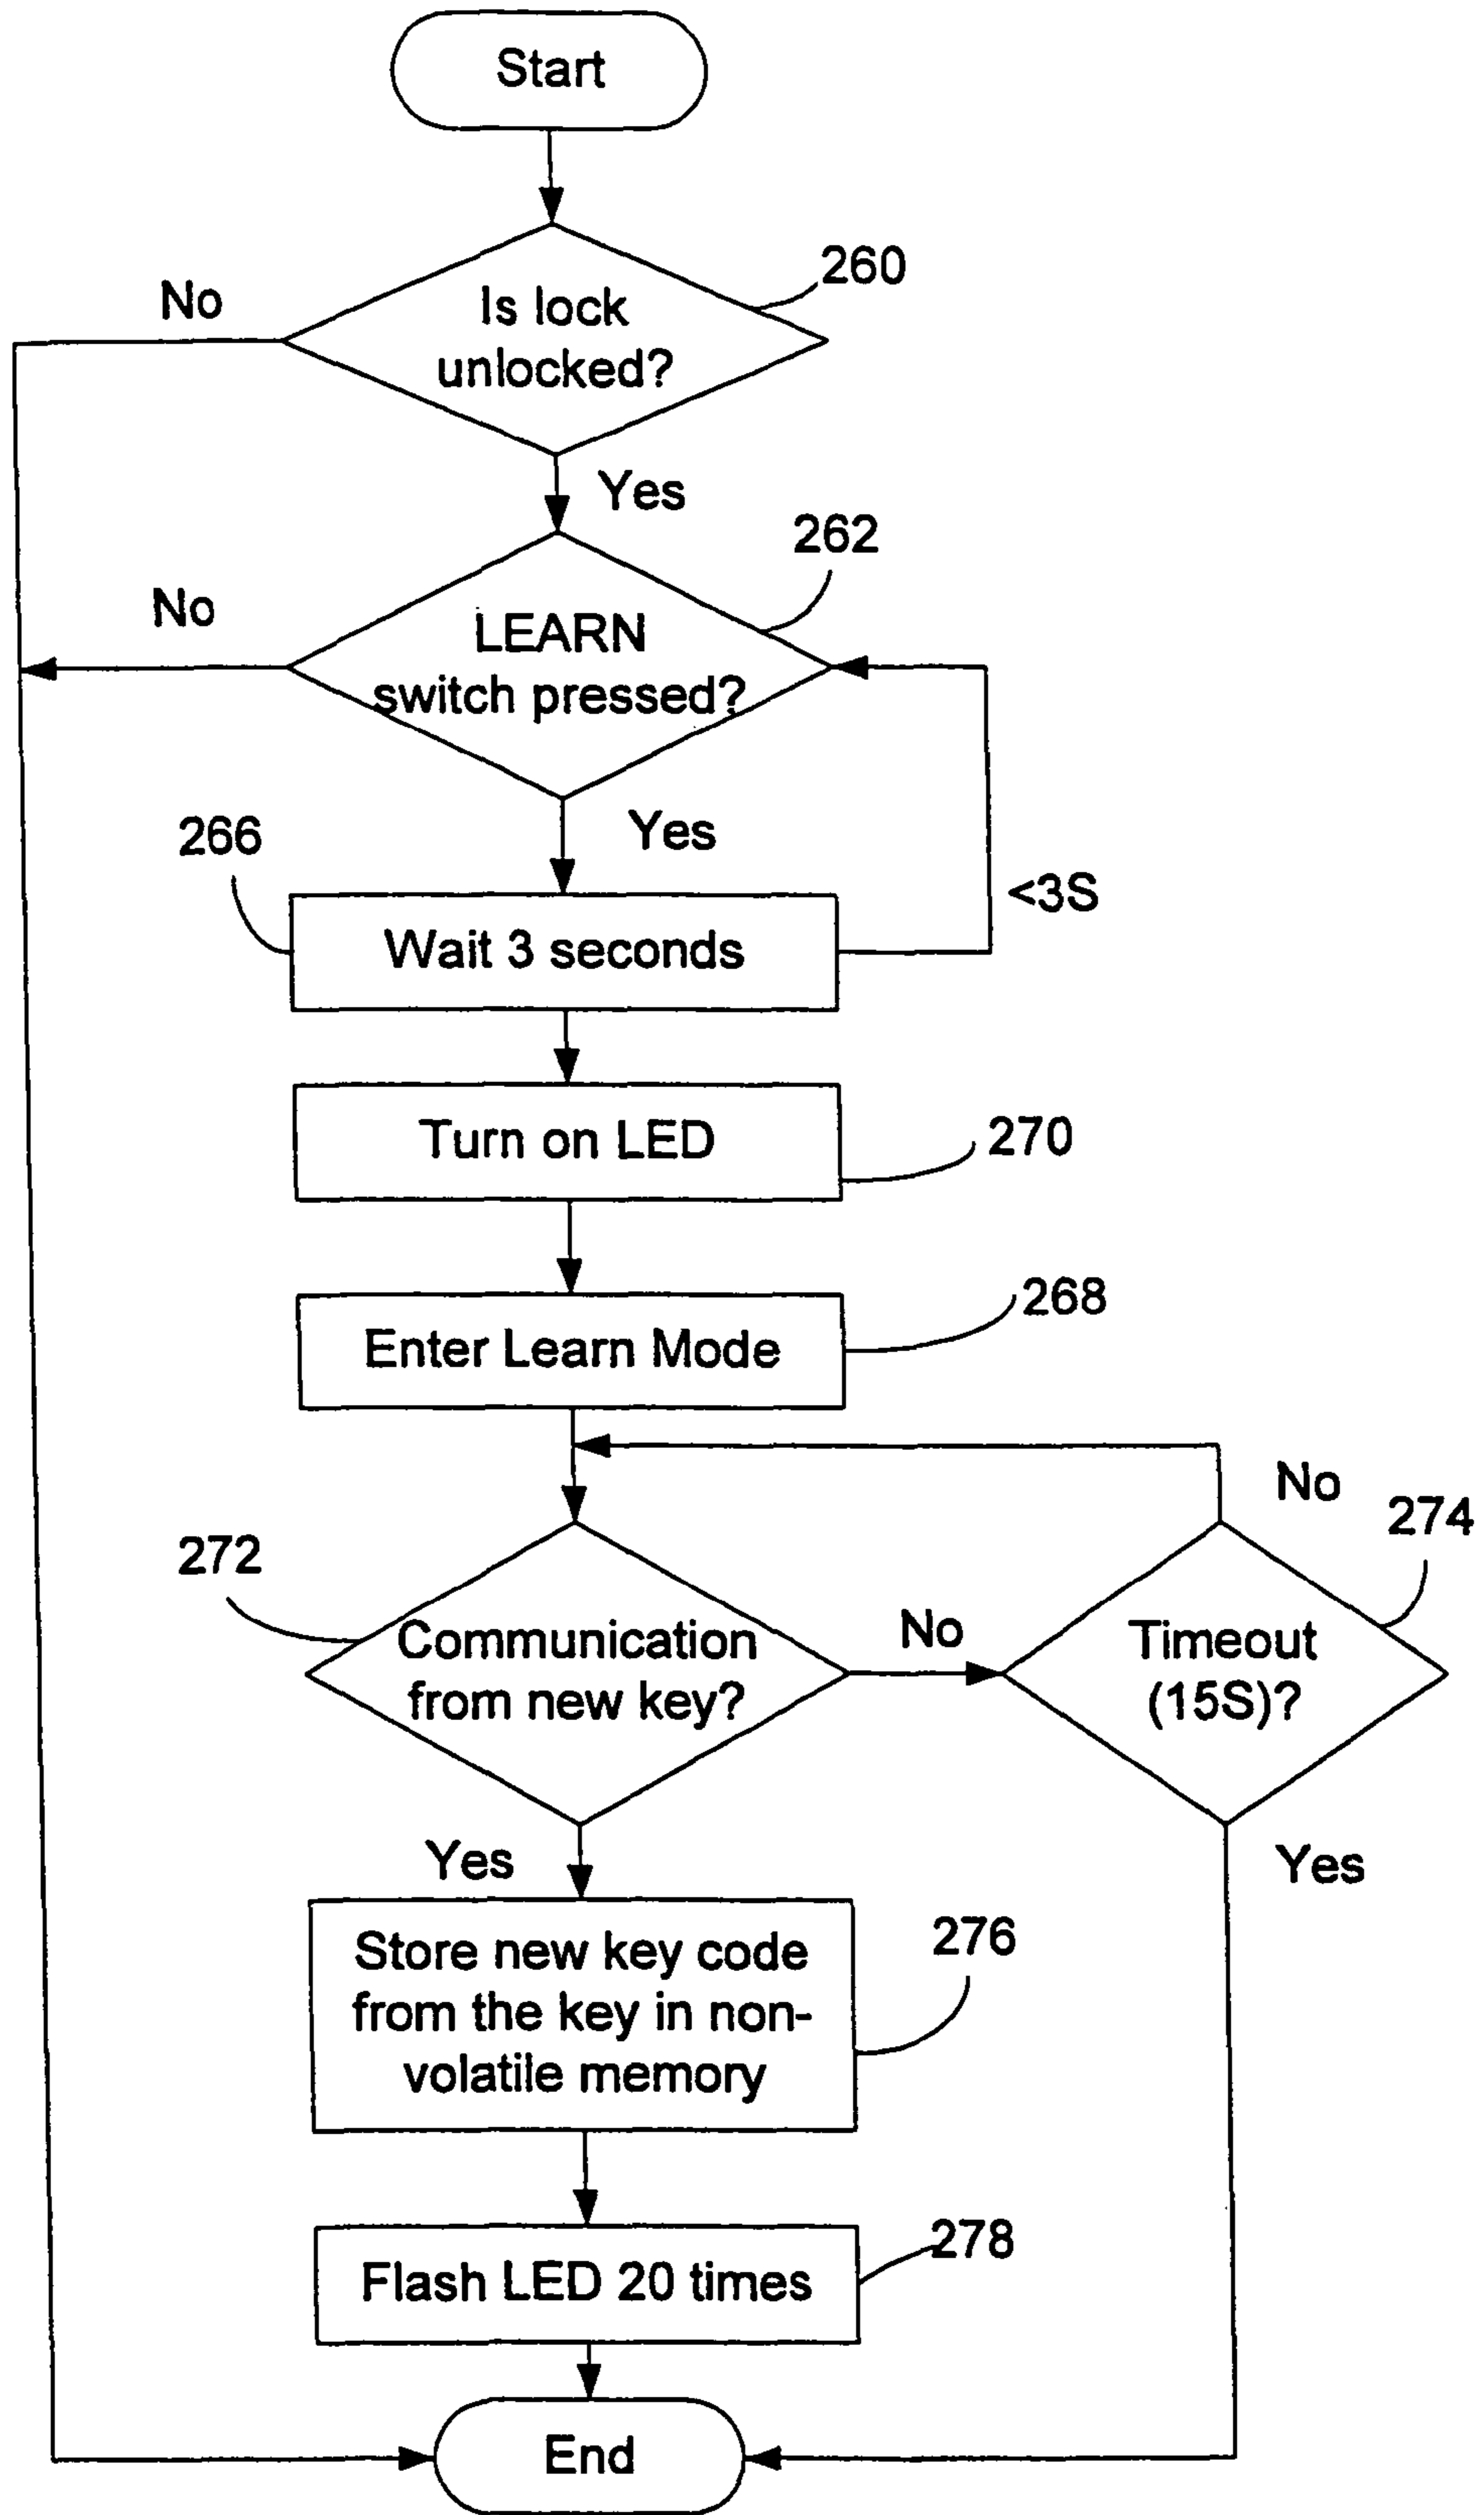 Start
260
No
Is lock
unlocked?
Yes
262
No
LEARN
switch pressed?
Yes
266
<3S
Wait 3 seconds
Turn on LED
270
268
Enter Learn Mode
No
274
272
Communication
from new key?
No
Timeout
(15S)?
Yes
Yes
Store new key code
from the key in non-
volatile memory
276
278
Flash LED 20 times
End